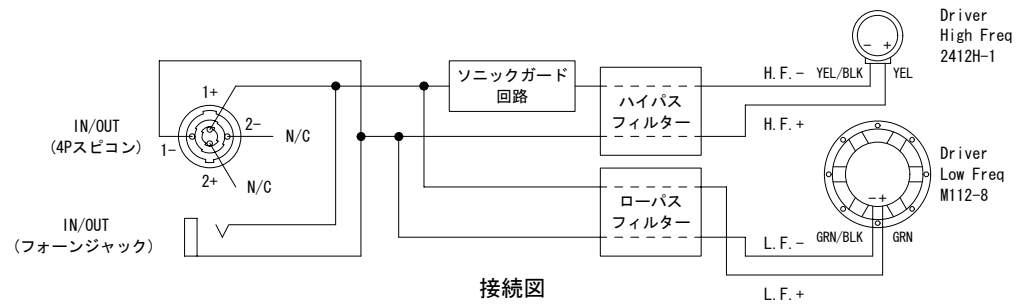 Driver
High Freq
2412H-1
ソニックガード
回路
H.F.- YEL/BLK YEL
- +
ハイパス
フィルター
H.F.+
1+
IN/OUT
(4Pスピコン)
2-
N/C
1-
2+
N/C
Driver
Low Freq
M112-8
-+
ローパス
フィルター
IN/OUT
(フォーンジャック)
L.F.- GRN/BLK GRN
接続図
L.F.+